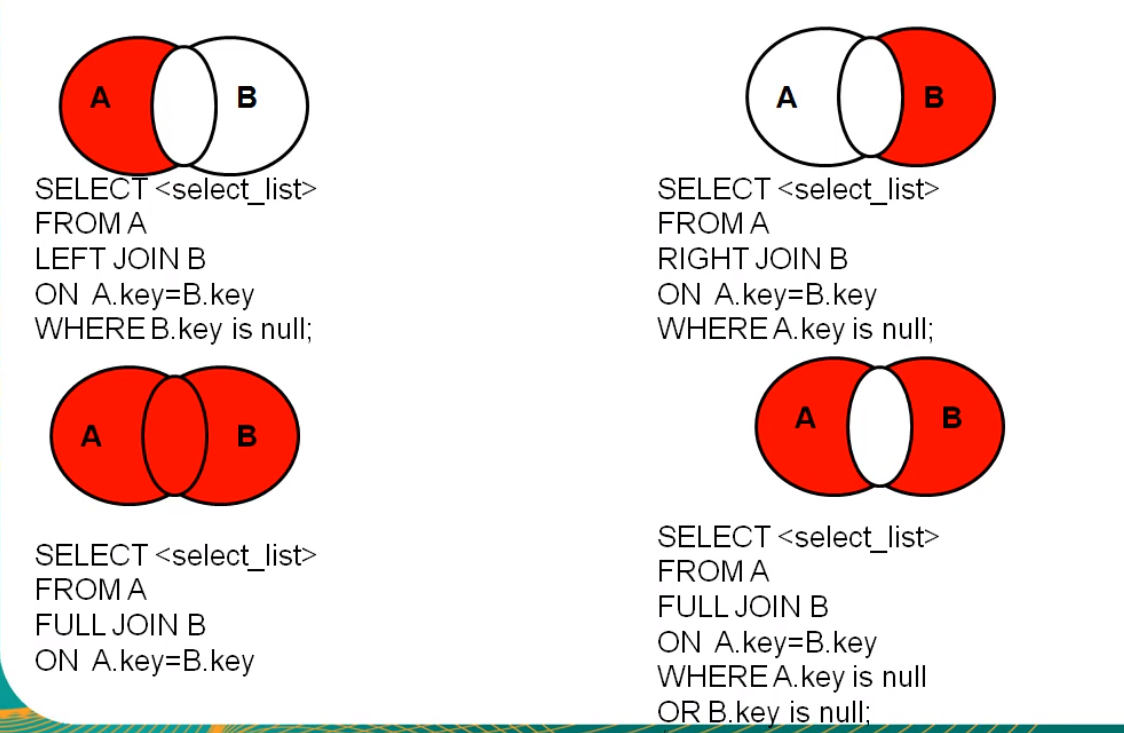 A B
SELECT <select_list>
FROM A
LEFT JOIN B
ON A.key=B.key
WHERE B.key is null;
A B
SELECT <select_list>
FROM A
RIGHT JOIN B
ON A.key=B.key
WHERE A.key is null;
A B
SELECT <select_list>
FROM A
FULL JOIN B
ON A.key=B.key
A B
SELECT <select_list>
FROM A
FULL JOIN B
ON A.key=B.key
WHERE A.key is null
OR B.key is null;